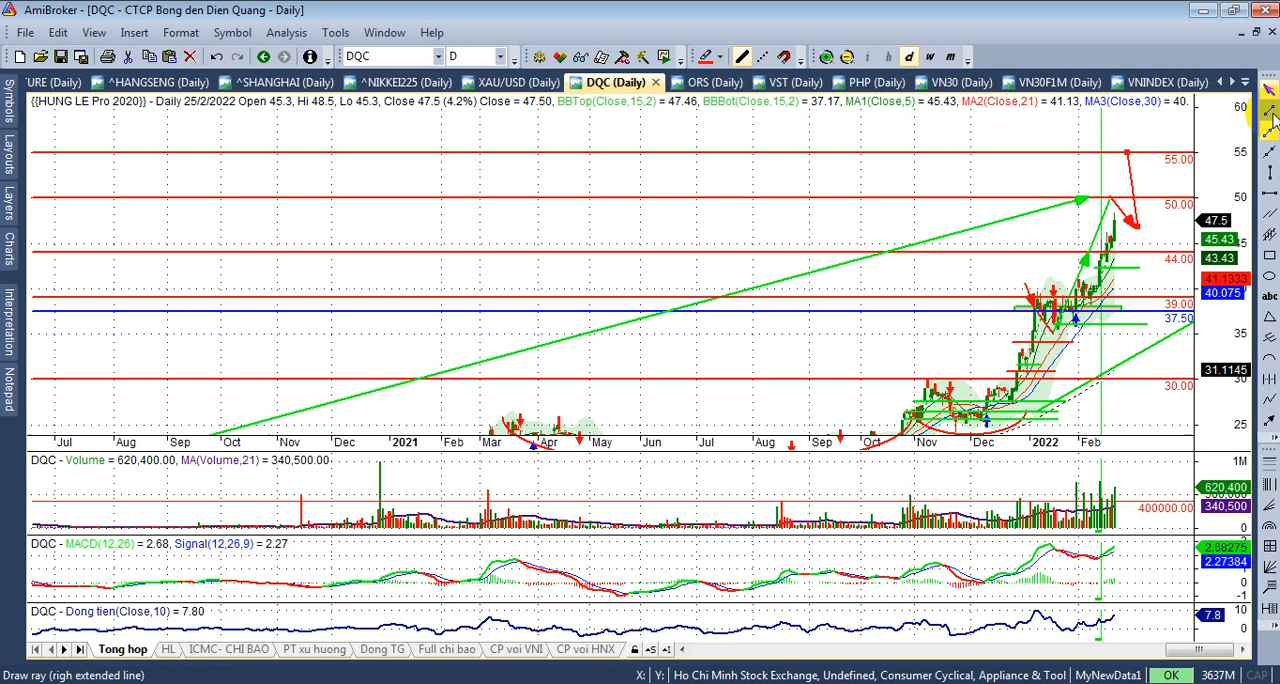 AmiBroker - [DQC - CTCP Bong den Dien Quang - Daily]
File Edit View Insert Format Symbol Analysis Tools Window Help
DQC D i d w m
'URE (Daily) ^HANGSENG (Daily) ^SHANGHAI (Daily) ^NIKKEI225 (Daily) XAU/USD (Daily) DQC (Daily) ORS (Daily) VST (Daily) PHP (Daily) VN30 (Daily) VN30F1M (Daily) VNINDEX (Daily)
Symbols
Layouts
Layers
Charts
Interpretation
Notepad
{{HUNG LE Pro 2020}} - Daily 25/2/2022 Open 45.3, Hi 48.5, Lo 45.3, Close 47.5 (4.2%) Close = 47.50, BBTop(Close,15,2) = 47.46, BBBot(Close,15,2) = 37.17, MA1(Close,5) = 45.43, MA2(Close,21) = 41.13, MA3(Close,30) = 40.
60
55
55.00
50
50.00
47.5
45.43
45
43.43
44.00
41.1333
40.075
39.00
37.50
35
31.1145
30
30.00
25
Jul Aug Sep Oct Nov Dec 2021 Feb Mar Apr May Jun Jul Aug Sep Oct Nov Dec 2022 Feb
DQC - Volume = 620,400.00, MA(Volume,21) = 340,500.00
1M
620,400
340,500
400000.00
0
DQC - MACD(12,26) = 2.68, Signal(12,26,9) = 2.27
2.68275
2.27384
0
-1
DQC - Dong tien(Close,10) = 7.80
10
7.8
0
abc
Tong hop HL ICMC- CHI BAO PT xu huong Dong TG Full chi bao CP voi VNI CP voi HNX
Draw ray (righ extended line) X: Y: Ho Chi Minh Stock Exchange, Undefined, Consumer Cyclical, Appliance & Tool MyNewData1 OK 3637M CAP